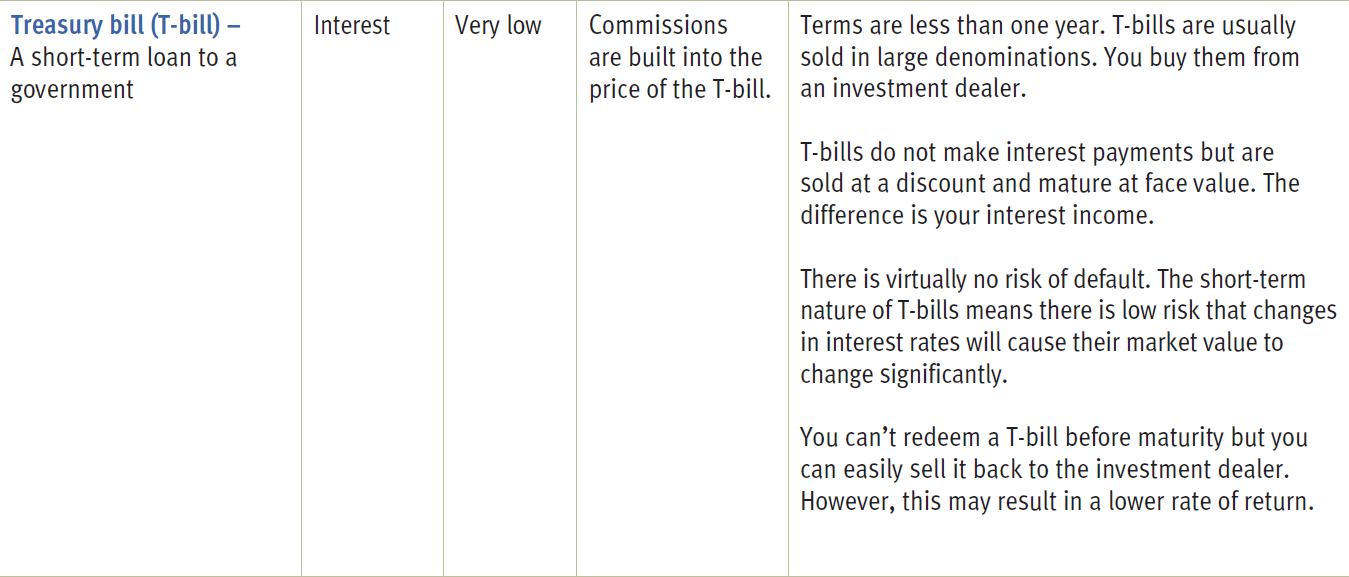 Treasury bill (T-bill) –
A short-term loan to a
government
Interest
Very low
Commissions
are built into the
price of the T-bill.
Terms are less than one year. T-bills are usually
sold in large denominations. You buy them from
an investment dealer.
T-bills do not make interest payments but are
sold at a discount and mature at face value. The
difference is your interest income.
There is virtually no risk of default. The short-term
nature of T-bills means there is low risk that changes
in interest rates will cause their market value to
change significantly.
You can’t redeem a T-bill before maturity but you
can easily sell it back to the investment dealer.
However, this may result in a lower rate of return.